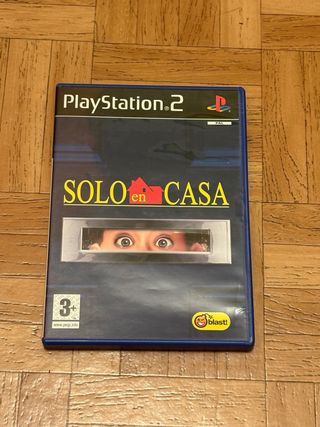 PlayStation.2
PAL
SOLO en CASA
3+
www.pegi.info
blast!